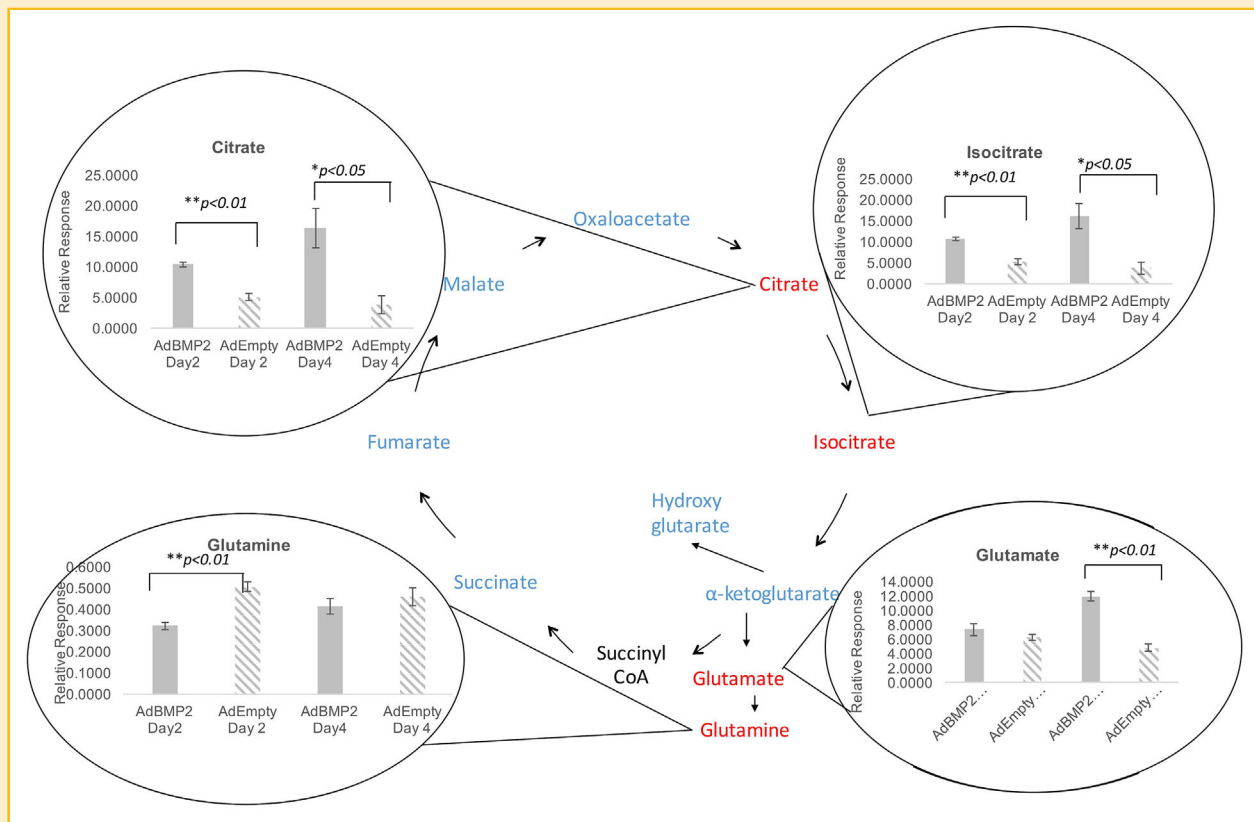 Citrate
Relative Response
25.0000
20.0000
15.0000
10.0000
5.0000
0.0000
**p<0.01
*p<0.05
AdBMP2 AdEmpty AdBMP2 AdEmpty
Day2 Day 2 Day4 Day 4
Isocitrate
Relative Response
25.0000
20.0000
15.0000
10.0000
5.0000
0.0000
**p<0.01
*p<0.05
AdBMP2 AdEmpty AdBMP2 AdEmpty
Day2 Day 2 Day4 Day 4
Oxaloacetate
Malate
Citrate
Fumarate
Isocitrate
Hydroxy
glutarate
Succinate
α-ketoglutarate
Succinyl
CoA
Glutamate
Glutamine
Glutamine
Relative Response
0.6000
0.5000
0.4000
0.3000
0.2000
0.1000
0.0000
**p<0.01
AdBMP2 AdEmpty AdBMP2 AdEmpty
Day2 Day 2 Day4 Day 4
Glutamate
Relative Response
14.0000
12.0000
10.0000
8.0000
6.0000
4.0000
2.0000
0.0000
**p<0.01
AdBMP2... AdEmpty... AdBMP2... AdEmpty...